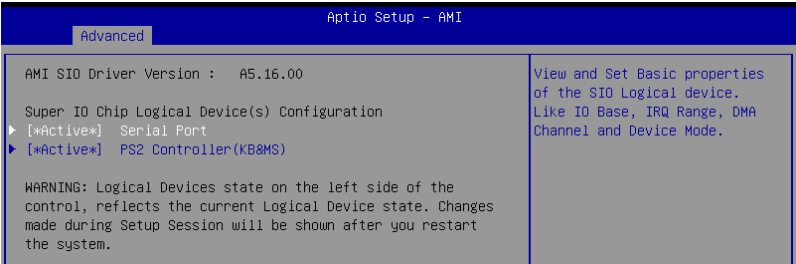 Aptio Setup – AMI
Advanced
AMI SIO Driver Version : A5.16.00
Super IO Chip Logical Device(s) Configuration
[*Active*] Serial Port
[*Active*] PS2 Controller(KB&MS)
WARNING: Logical Devices state on the left side of the
control, reflects the current Logical Device state. Changes
made during Setup Session will be shown after you restart
the system.
View and Set Basic properties
of the SIO Logical device.
Like IO Base, IRQ Range, DMA
Channel and Device Mode.